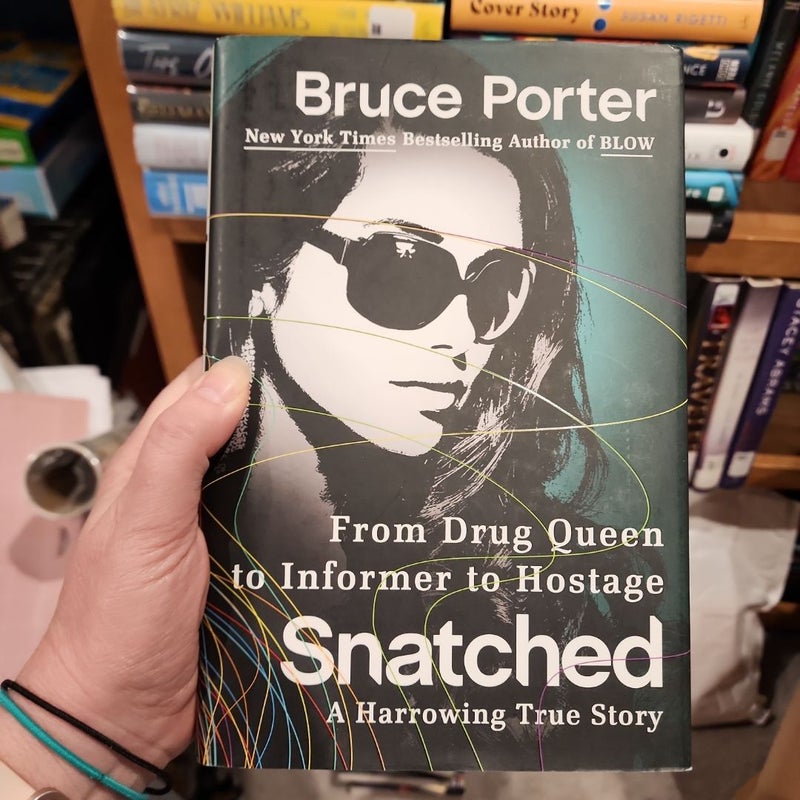 WILLIAMS
Cover Story
SUSAN RIGETTI
Bruce Porter
New York Times Bestselling Author of BLOW
STACEY ABRAMS
From Drug Queen
to Informer to Hostage
Snatched
A Harrowing True Story